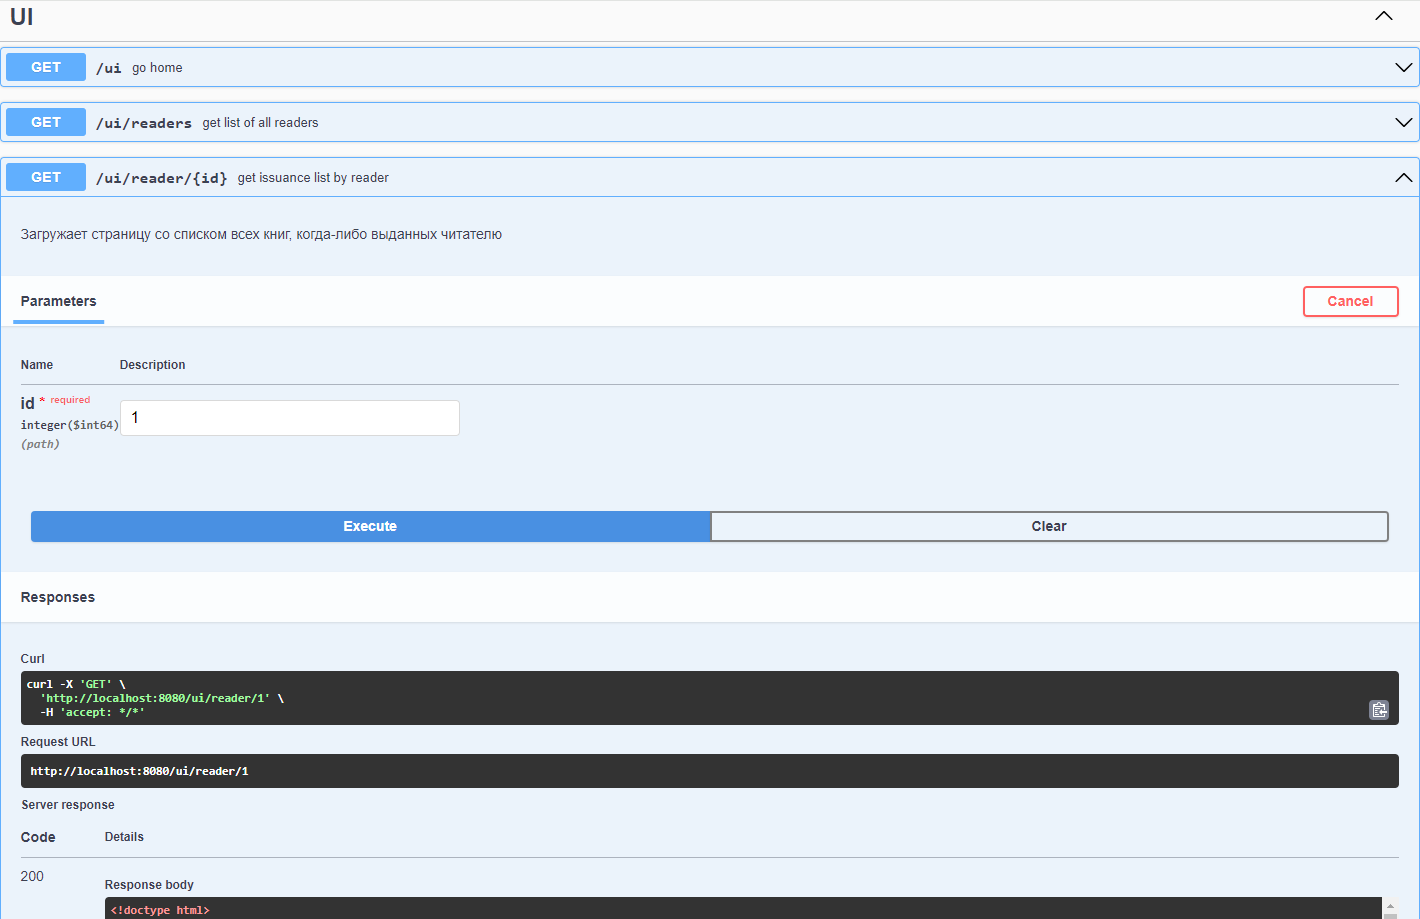 UI
GET /ui go home
GET /ui/readers get list of all readers
GET /ui/reader/{id} get issuance list by reader
Загружает страницу со списком всех книг, когда-либо выданных читателю
Parameters Cancel
Name Description
id * required
integer($int64) 1
(path)
Execute Clear
Responses
Curl
curl -X 'GET' \
'http://localhost:8080/ui/reader/1' \
-H 'accept: */*'
Request URL
http://localhost:8080/ui/reader/1
Server response
Code Details
200
Response body
<!doctype html>